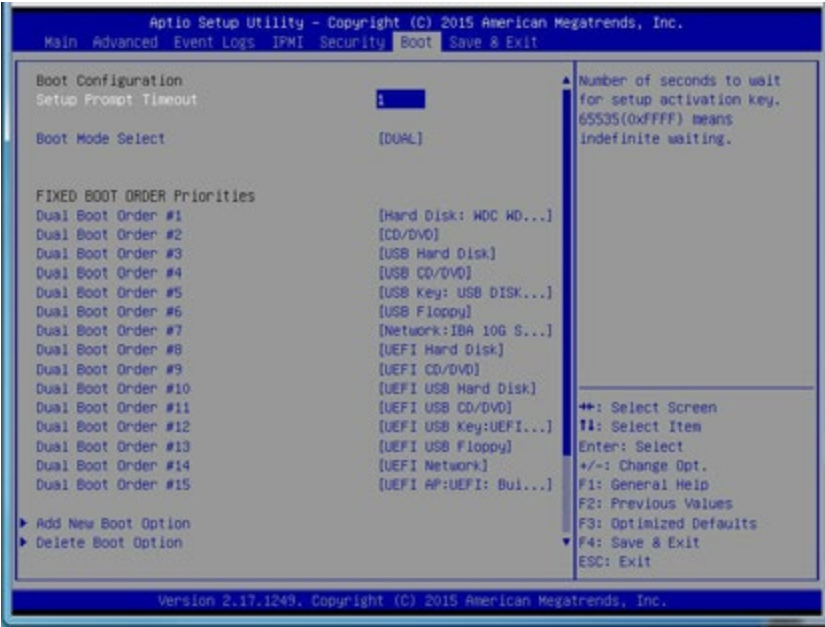 Aptio Setup Utility – Copyright (C) 2015 American Megatrends, Inc.
Main Advanced Event Logs IPMI Security Boot Save & Exit
Boot Configuration
Setup Prompt Timeout 1
Boot Mode Select [DUAL]
FIXED BOOT ORDER Priorities
Dual Boot Order #1 [Hard Disk: WDC WD...]
Dual Boot Order #2 [CD/DVD]
Dual Boot Order #3 [USB Hard Disk]
Dual Boot Order #4 [USB CD/DVD]
Dual Boot Order #5 [USB Key: USB DISK...]
Dual Boot Order #6 [USB Floppy]
Dual Boot Order #7 [Network:IBA 10G S...]
Dual Boot Order #8 [UEFI Hard Disk]
Dual Boot Order #9 [UEFI CD/DVD]
Dual Boot Order #10 [UEFI USB Hard Disk]
Dual Boot Order #11 [UEFI USB CD/DVD]
Dual Boot Order #12 [UEFI USB Key:UEFI...]
Dual Boot Order #13 [UEFI USB Floppy]
Dual Boot Order #14 [UEFI Network]
Dual Boot Order #15 [UEFI AP:UEFI: Bui...]
Add New Boot Option
Delete Boot Option
Number of seconds to wait
for setup activation key.
65535(0xFFFF) means
indefinite waiting.
→←: Select Screen
↑↓: Select Item
Enter: Select
+/-: Change Opt.
F1: General Help
F2: Previous Values
F3: Optimized Defaults
F4: Save & Exit
ESC: Exit
Version 2.17.1249. Copyright (C) 2015 American Megatrends, Inc.